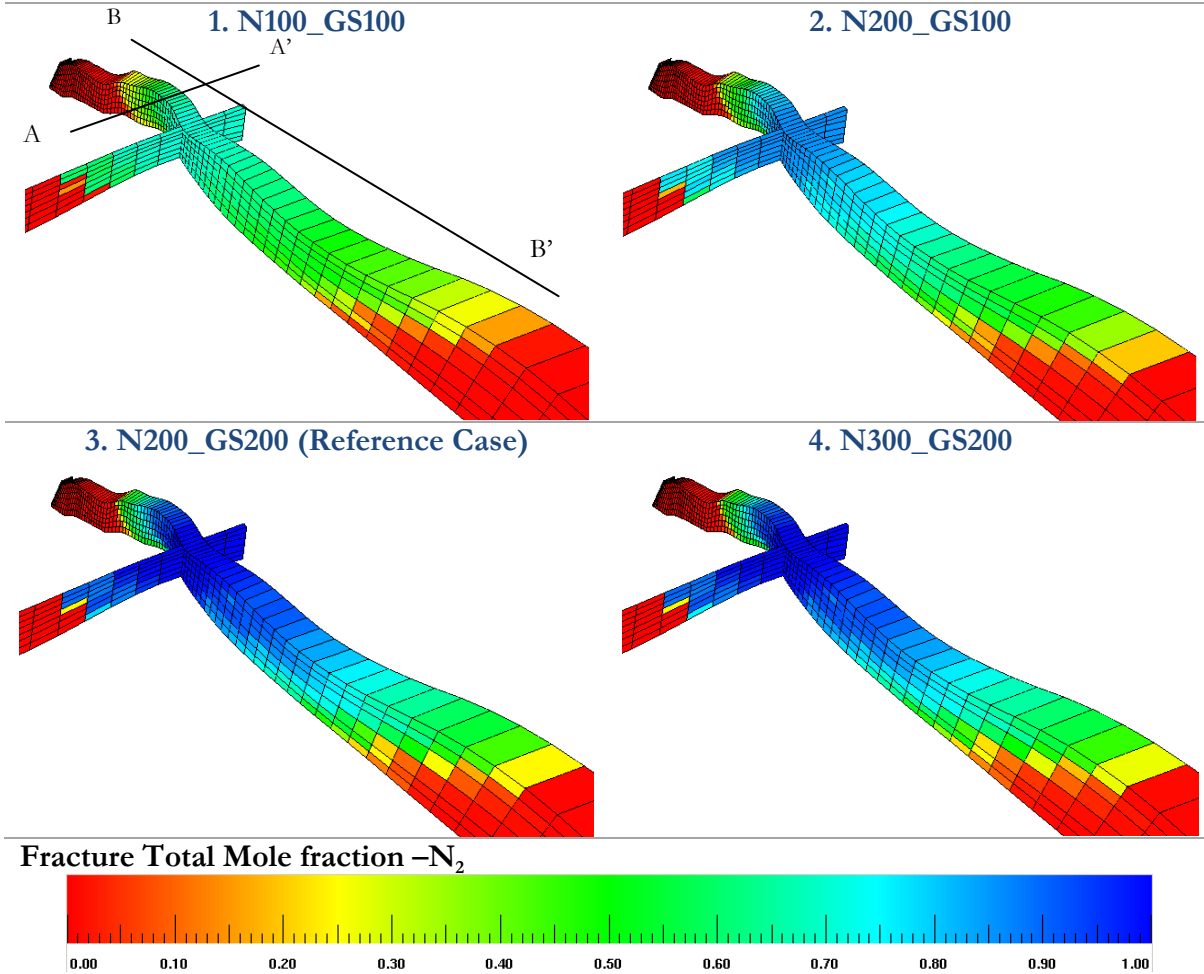 1. N100_GS100
2. N200_GS100
B
A'
A
B'
3. N200_GS200 (Reference Case)
4. N300_GS200
Fracture Total Mole fraction –N₂
0.00 0.10 0.20 0.30 0.40 0.50 0.60 0.70 0.80 0.90 1.00